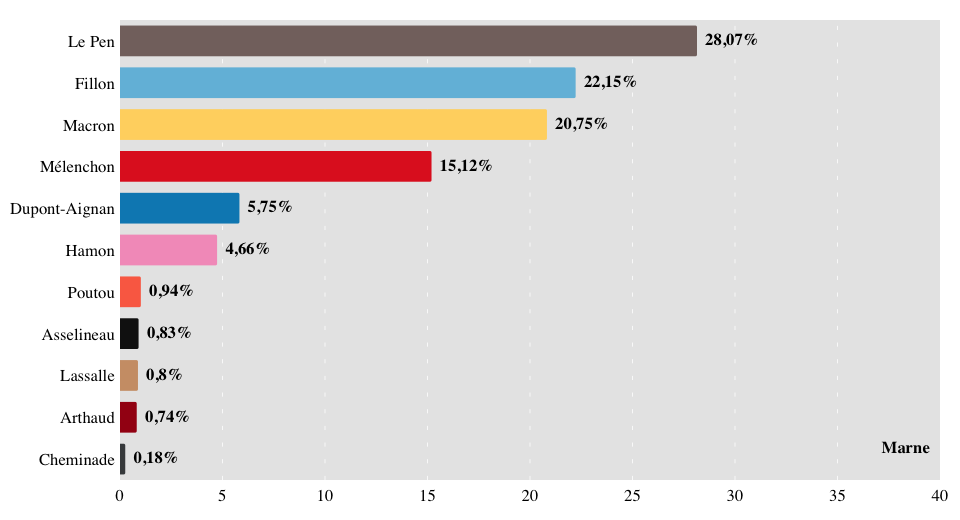 Le Pen 28,07%
Fillon 22,15%
Macron 20,75%
Mélenchon 15,12%
Dupont-Aignan 5,75%
Hamon 4,66%
Poutou 0,94%
Asselineau 0,83%
Lassalle 0,8%
Arthaud 0,74%
Marne
Cheminade 0,18%
0 5 10 15 20 25 30 35 40